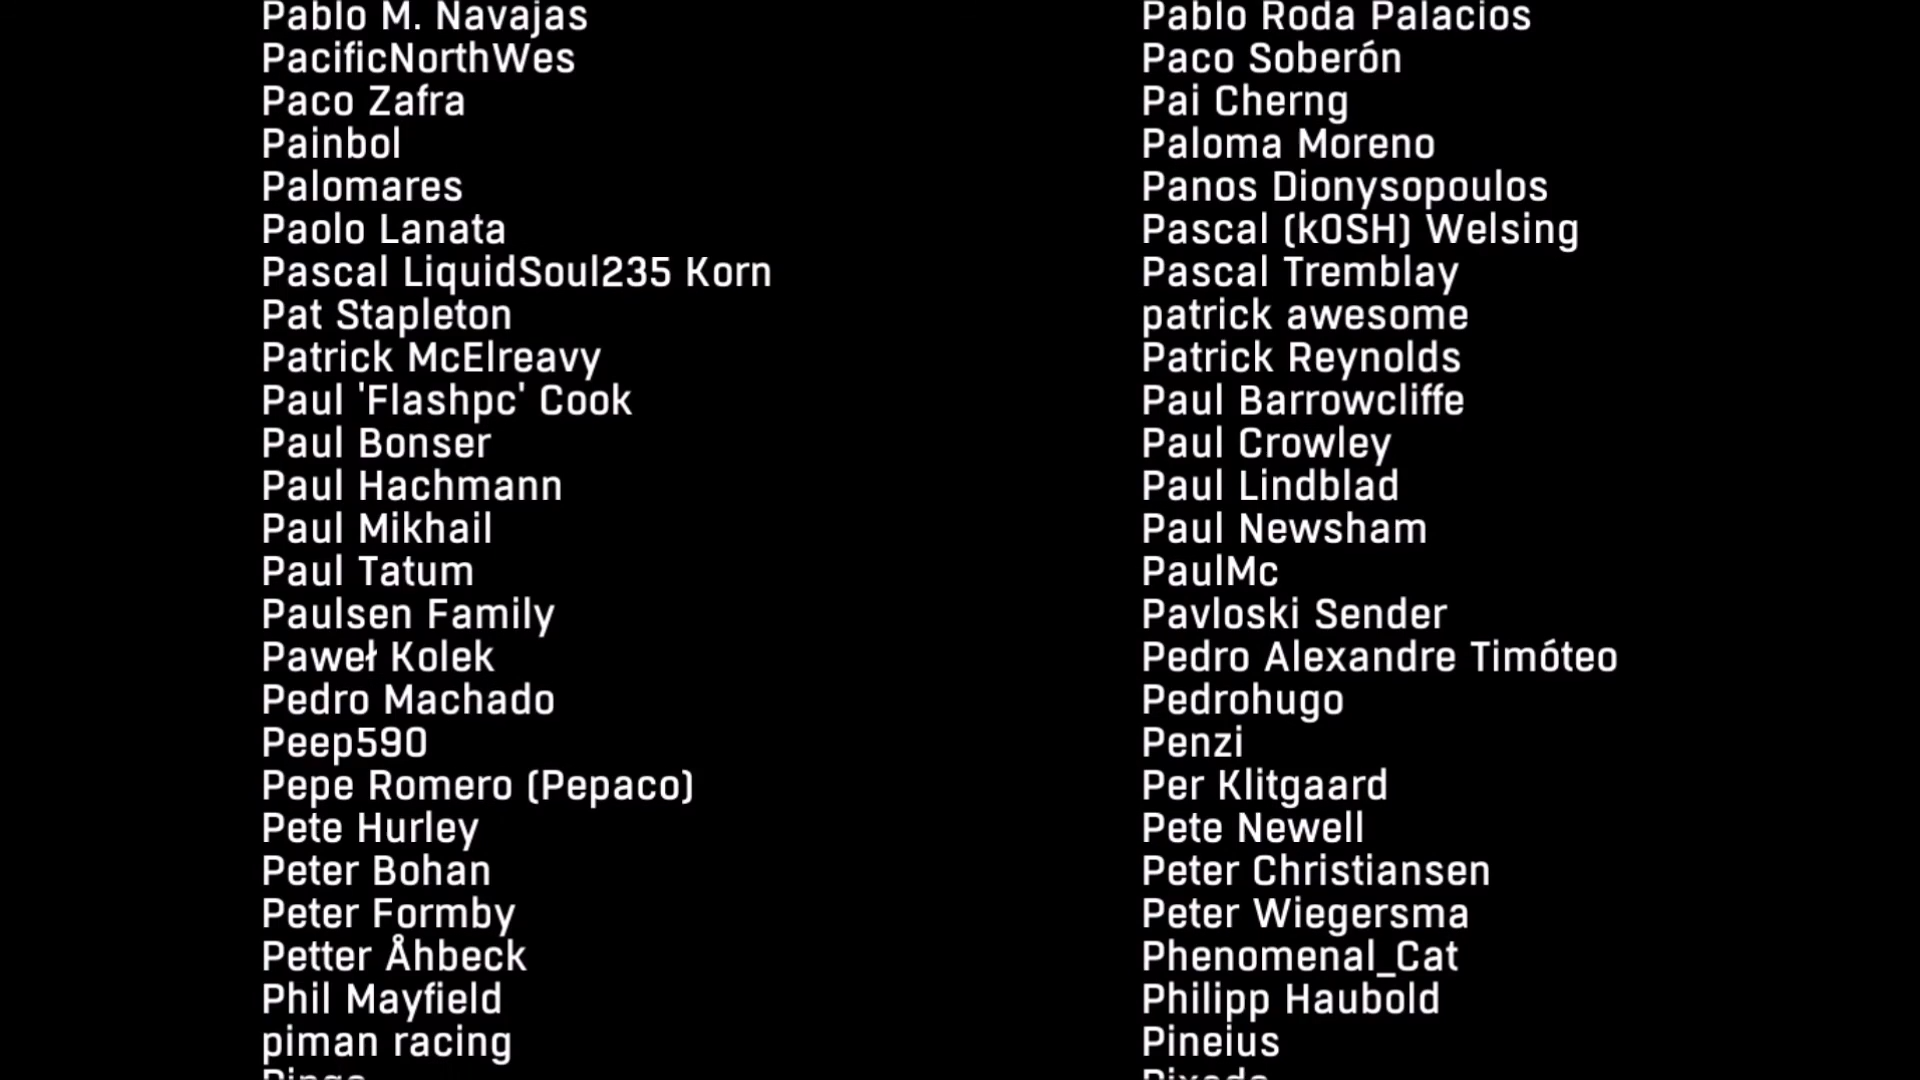 Pablo M. Navajas
PacificNorthWes
Paco Zafra
Painbol
Palomares
Paolo Lanata
Pascal LiquidSoul235 Korn
Pat Stapleton
Patrick McElreavy
Paul 'Flashpc' Cook
Paul Bonser
Paul Hachmann
Paul Mikhail
Paul Tatum
Paulsen Family
Paweł Kolek
Pedro Machado
Peep590
Pepe Romero (Pepaco)
Pete Hurley
Peter Bohan
Peter Formby
Petter Åhbeck
Phil Mayfield
piman racing
Pablo Roda Palacios
Paco Soberón
Pai Cherng
Paloma Moreno
Panos Dionysopoulos
Pascal (k0SH) Welsing
Pascal Tremblay
patrick awesome
Patrick Reynolds
Paul Barrowcliffe
Paul Crowley
Paul Lindblad
Paul Newsham
PaulMc
Pavloski Sender
Pedro Alexandre Timóteo
Pedrohugo
Penzi
Per Klitgaard
Pete Newell
Peter Christiansen
Peter Wiegersma
Phenomenal_Cat
Philipp Haubold
Pineius